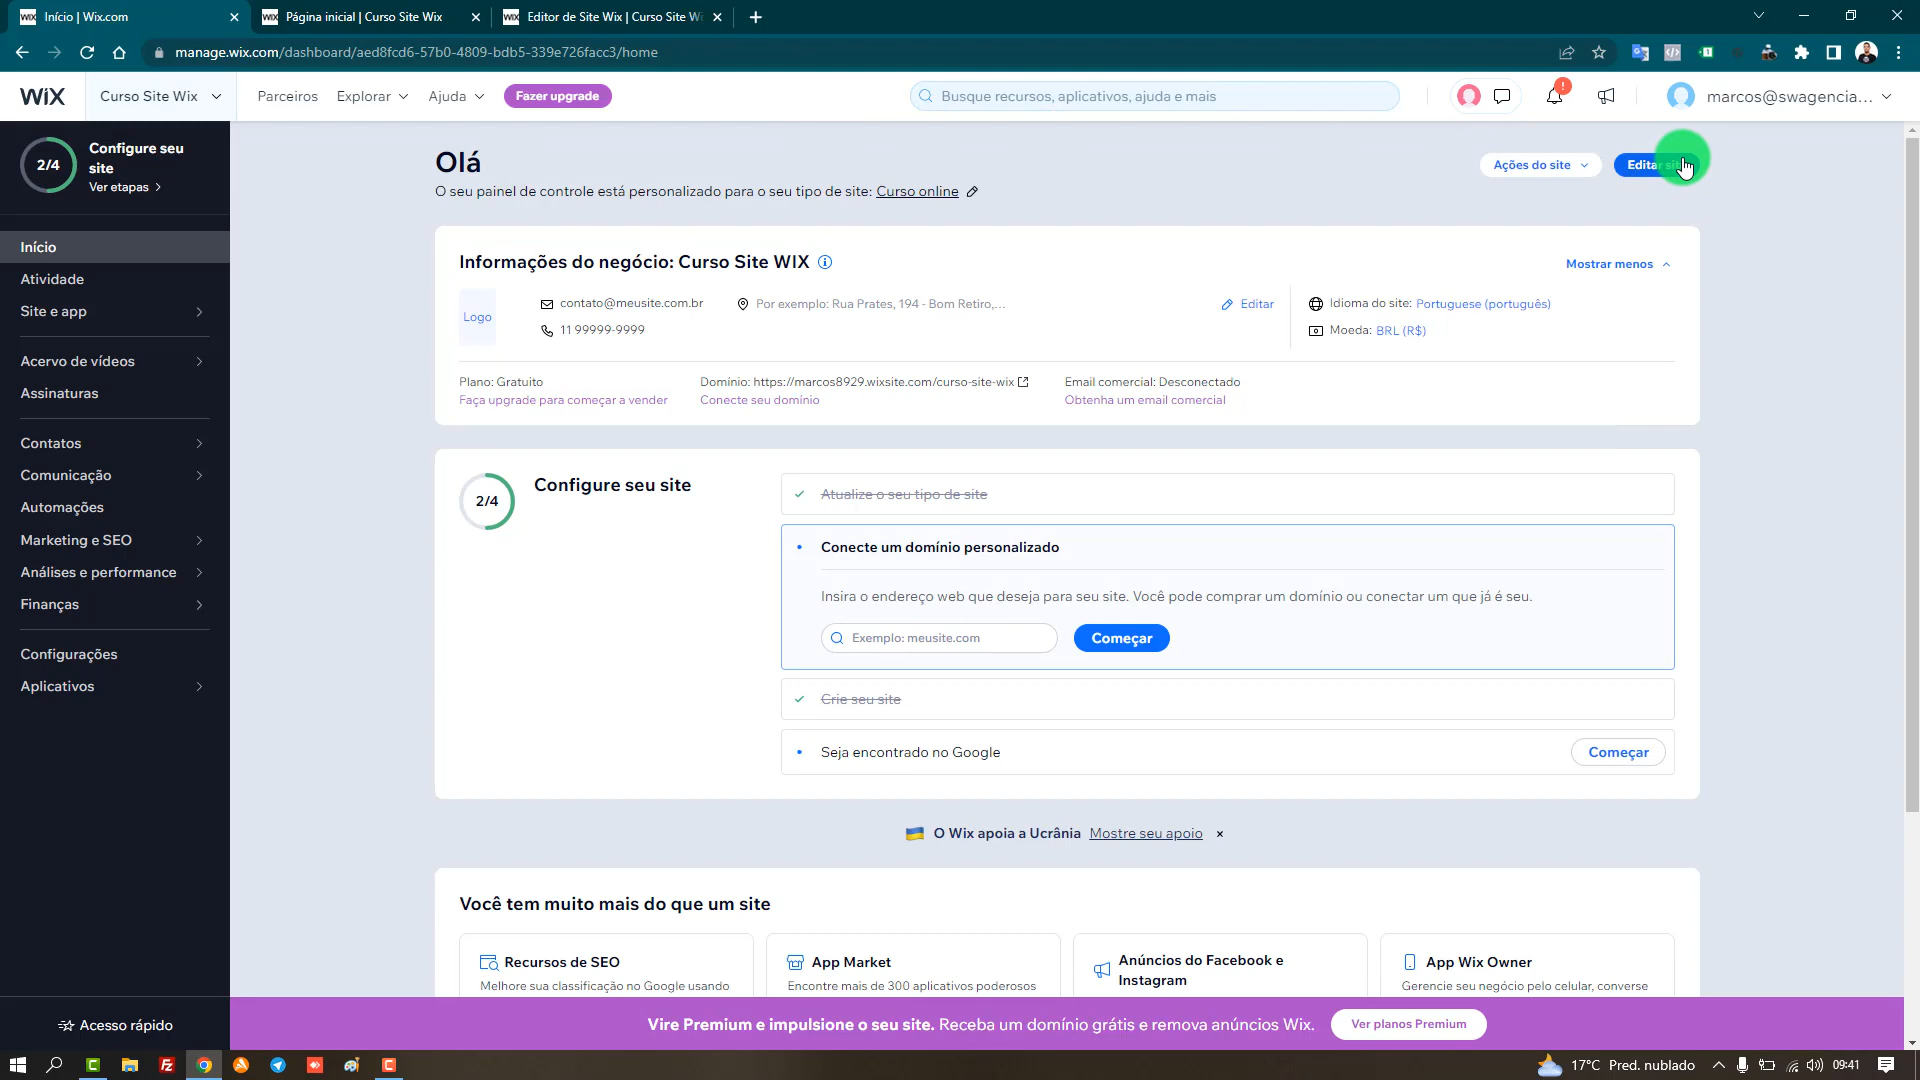 Início | Wix.com
Página inicial | Curso Site Wix
Editor de Site Wix | Curso Site W
manage.wix.com/dashboard/aed8fcd6-57b0-4809-bdb5-339e726facc3/home
WiX
Curso Site Wix
Parceiros
Explorar
Ajuda
Fazer upgrade
Busque recursos, aplicativos, ajuda e mais
marcos@swagencia...
2/4
Configure seu
site
Ver etapas
Início
Atividade
Site e app
Acervo de vídeos
Assinaturas
Contatos
Comunicação
Automações
Marketing e SEO
Análises e performance
Finanças
Configurações
Aplicativos
Acesso rápido
Olá
O seu painel de controle está personalizado para o seu tipo de site: Curso online
Ações do site
Editar
Informações do negócio: Curso Site WIX
Mostrar menos
Logo
contato@meusite.com.br
11 99999-9999
Por exemplo: Rua Prates, 194 - Bom Retiro,...
Editar
Idioma do site: Portuguese (português)
Moeda: BRL (R$)
Plano: Gratuito
Faça upgrade para começar a vender
Domínio: https://marcos8929.wixsite.com/curso-site-wix
Conecte seu domínio
Email comercial: Desconectado
Obtenha um email comercial
2/4
Configure seu site
Atualize o seu tipo de site
Conecte um domínio personalizado
Insira o endereço web que deseja para seu site. Você pode comprar um domínio ou conectar um que já é seu.
Exemplo: meusite.com
Começar
Crie seu site
Seja encontrado no Google
Começar
O Wix apoia a Ucrânia Mostre seu apoio
Você tem muito mais do que um site
Recursos de SEO
Melhore sua classificação no Google usando
App Market
Encontre mais de 300 aplicativos poderosos
Anúncios do Facebook e
Instagram
App Wix Owner
Gerencie seu negócio pelo celular, converse
Vire Premium e impulsione o seu site. Receba um domínio grátis e remova anúncios Wix.
Ver planos Premium
17°C Pred. nublado
09:41